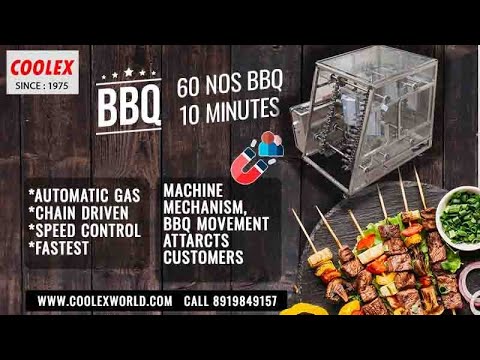 COOLEX
SINCE : 1975
BBQ
60 NOS BBQ
10 MINUTES
*AUTOMATIC GAS
*CHAIN DRIVEN
*SPEED CONTROL
*FASTEST
MACHINE
MECHANISM,
BBQ MOVEMENT
ATTARCTS
CUSTOMERS
WWW.COOLEXWORLD.COM CALL 8919849157